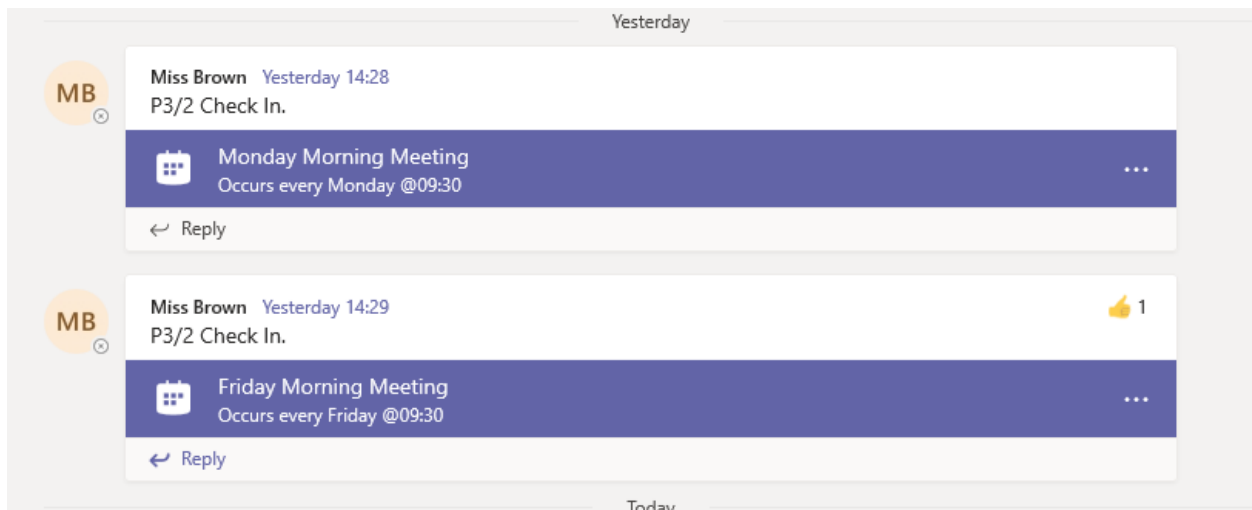 Yesterday
MB
Miss Brown Yesterday 14:28
P3/2 Check In.
Monday Morning Meeting
Occurs every Monday @09:30
Reply
MB
Miss Brown Yesterday 14:29
👍 1
P3/2 Check In.
Friday Morning Meeting
Occurs every Friday @09:30
Reply
Today